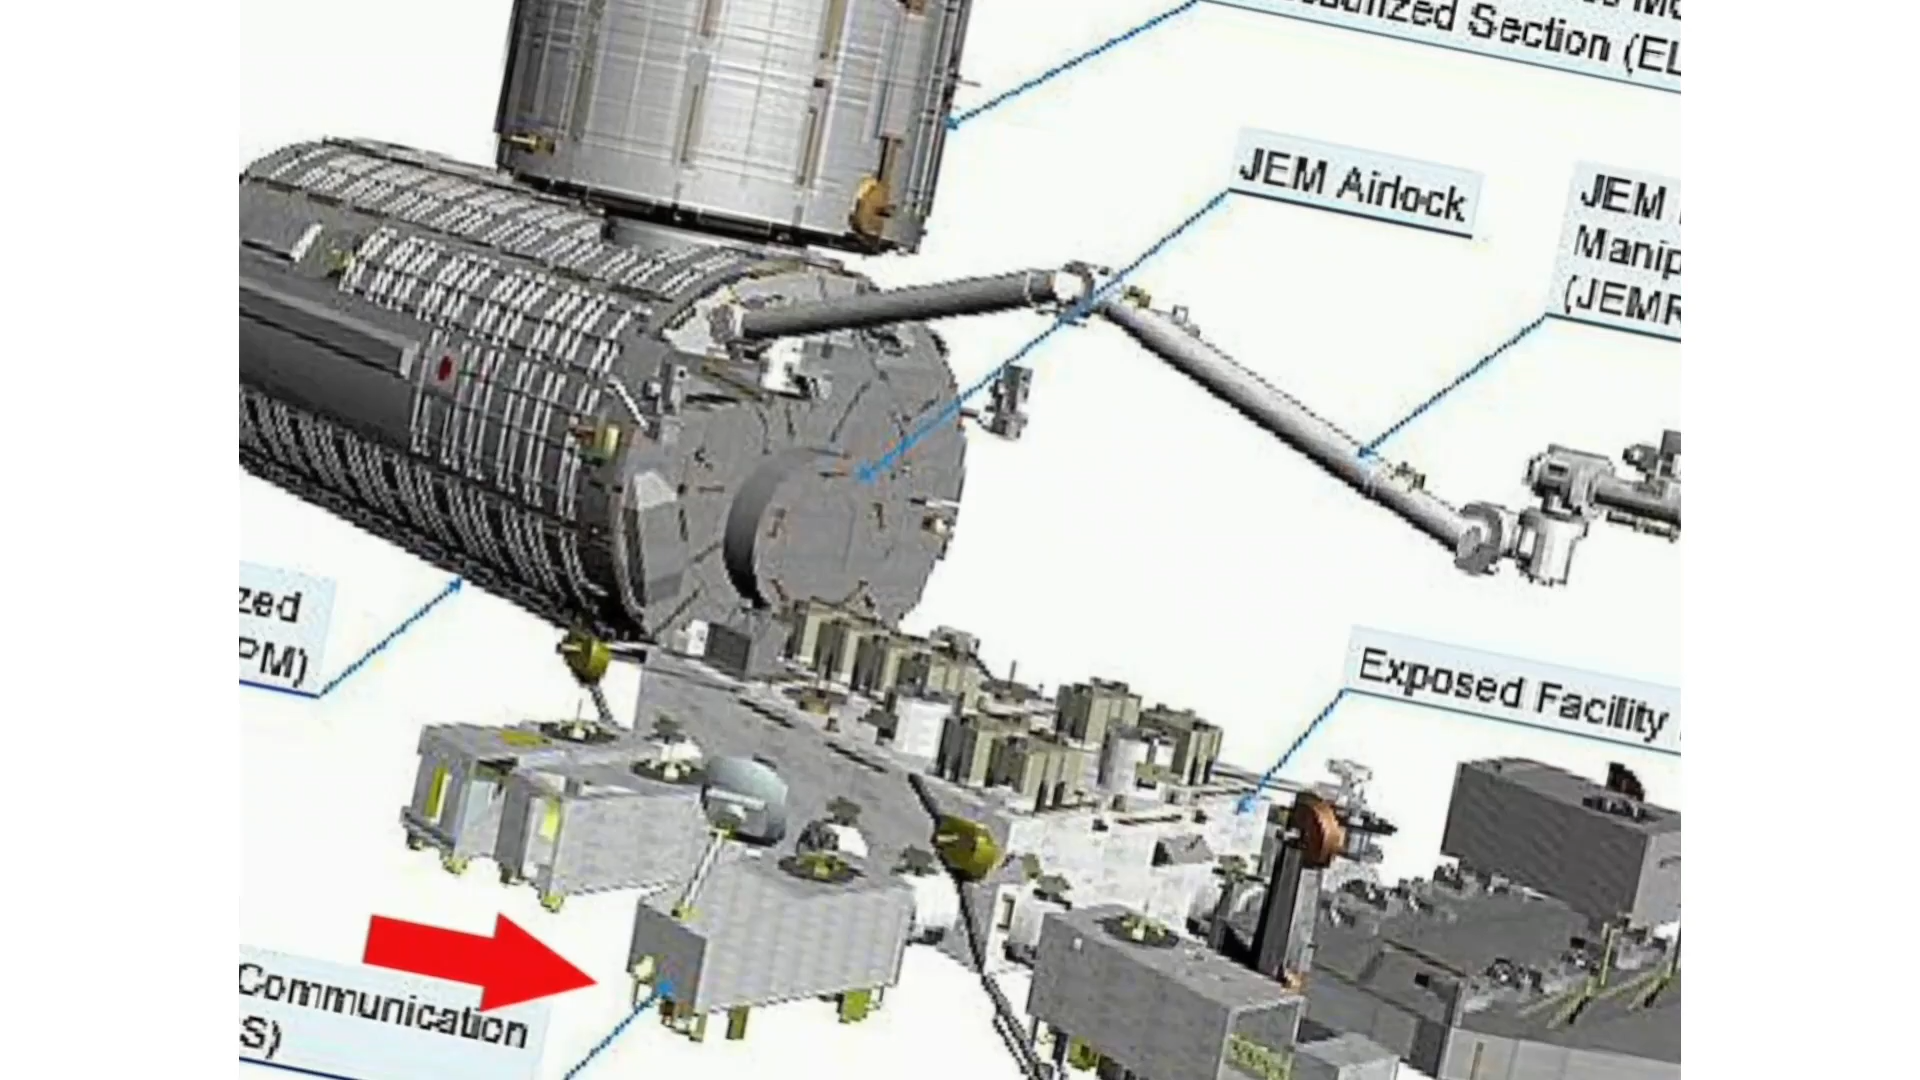 Section (EL
JEM Airlock
JEM
Manip
(JEMR
zed
PM)
Exposed Facility
Communication
S)